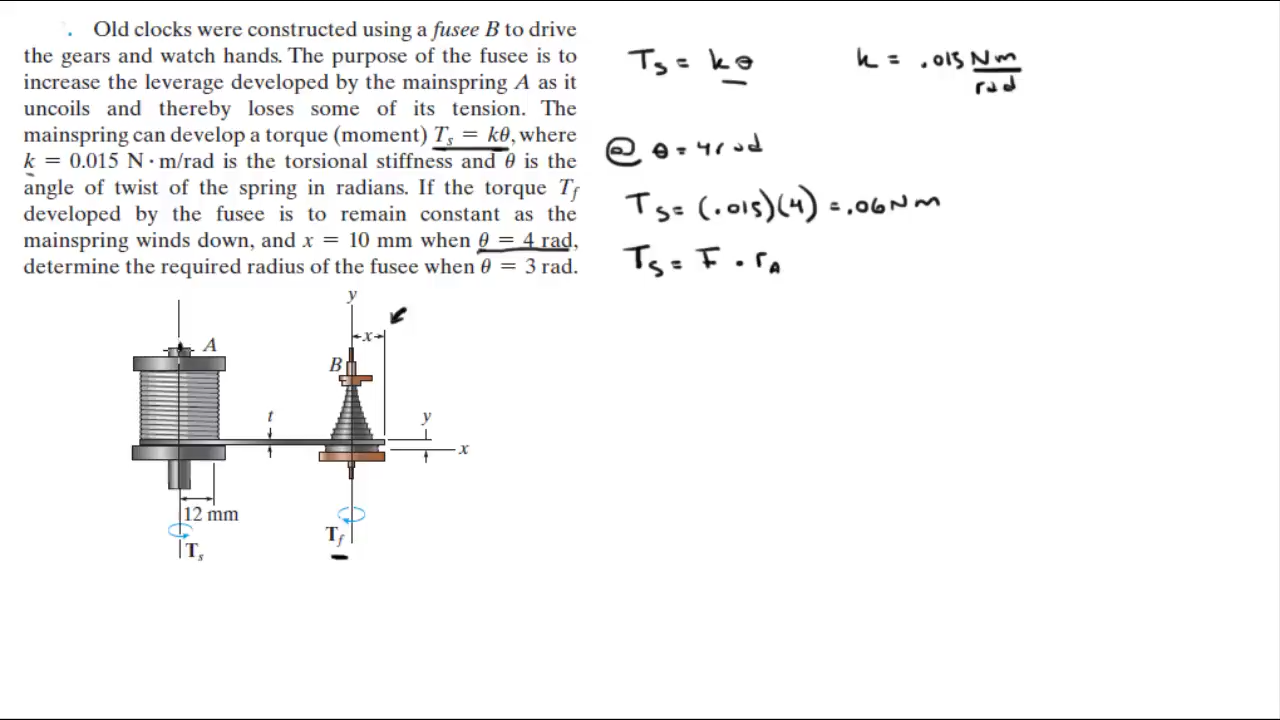 . Old clocks were constructed using a fusee B to drive
the gears and watch hands. The purpose of the fusee is to
increase the leverage developed by the mainspring A as it
uncoils and thereby loses some of its tension. The
mainspring can develop a torque (moment) Tₛ = kθ, where
k = 0.015 N · m/rad is the torsional stiffness and θ is the
angle of twist of the spring in radians. If the torque T_f
developed by the fusee is to remain constant as the
mainspring winds down, and x = 10 mm when θ = 4 rad,
determine the required radius of the fusee when θ = 3 rad.
y
A
x
B
t
y
x
12 mm
T_f
Tₛ
Tₛ = kθ
k = .015 Nm/rad
@ θ = 4 rad
Tₛ = (.015)(4) = .06 Nm
Tₛ = F · r_A